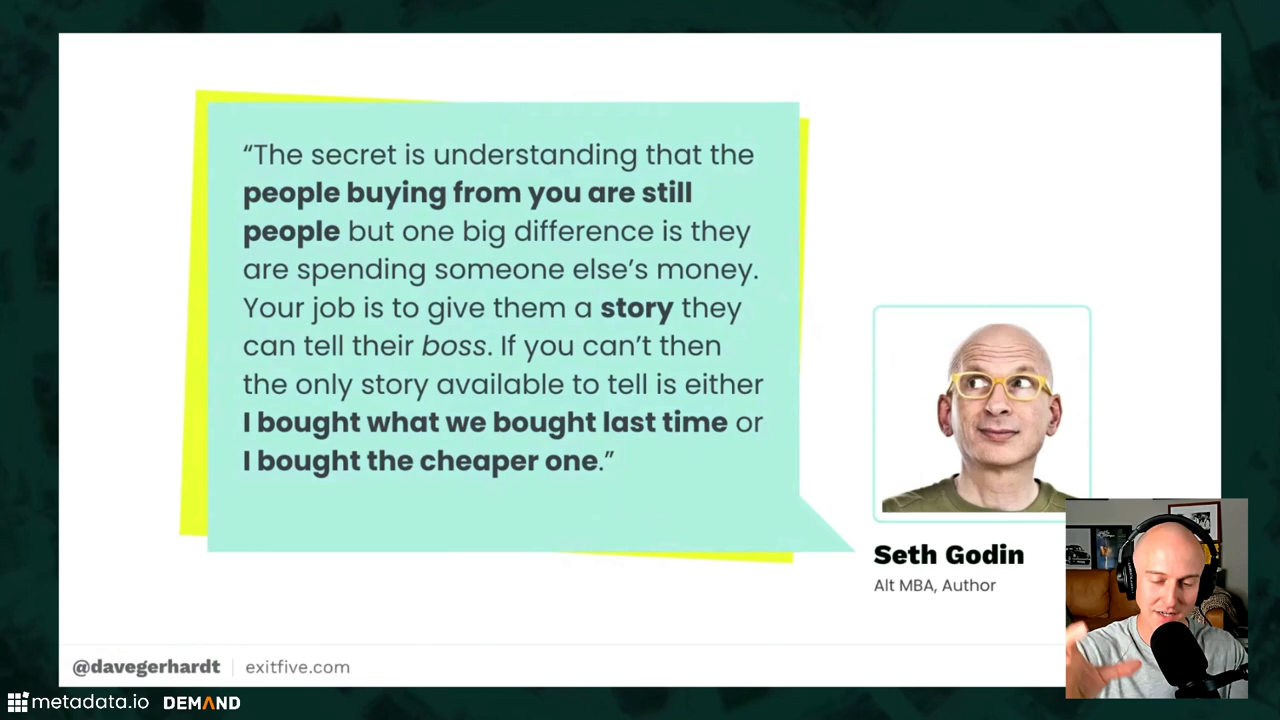 “The secret is understanding that the
people buying from you are still
people but one big difference is they
are spending someone else’s money.
Your job is to give them a story they
can tell their boss. If you can’t then
the only story available to tell is either
I bought what we bought last time or
I bought the cheaper one.”
Seth Godin
Alt MBA, Author
@davegerhardt
exitfive.com
metadata.io
DEMAND